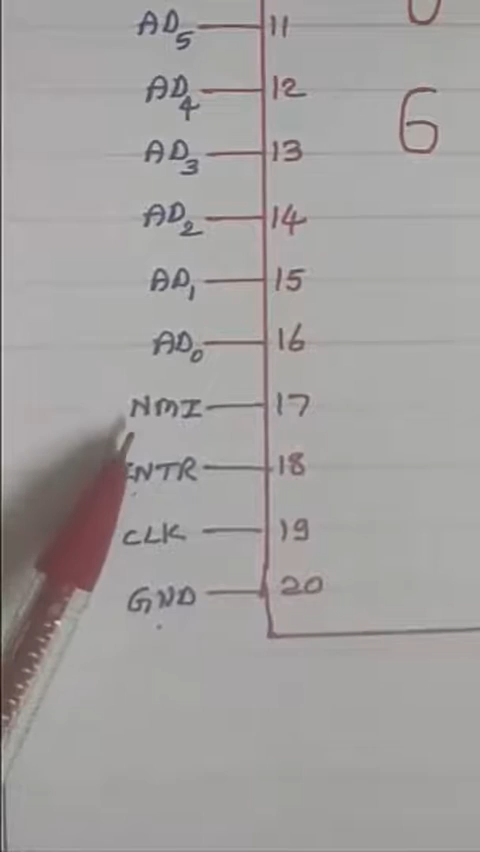 AD5 11
AD4 12
6
AD3 13
AD2 14
AD1 15
AD0 16
NMI 17
INTR 18
CLK 19
GND 20